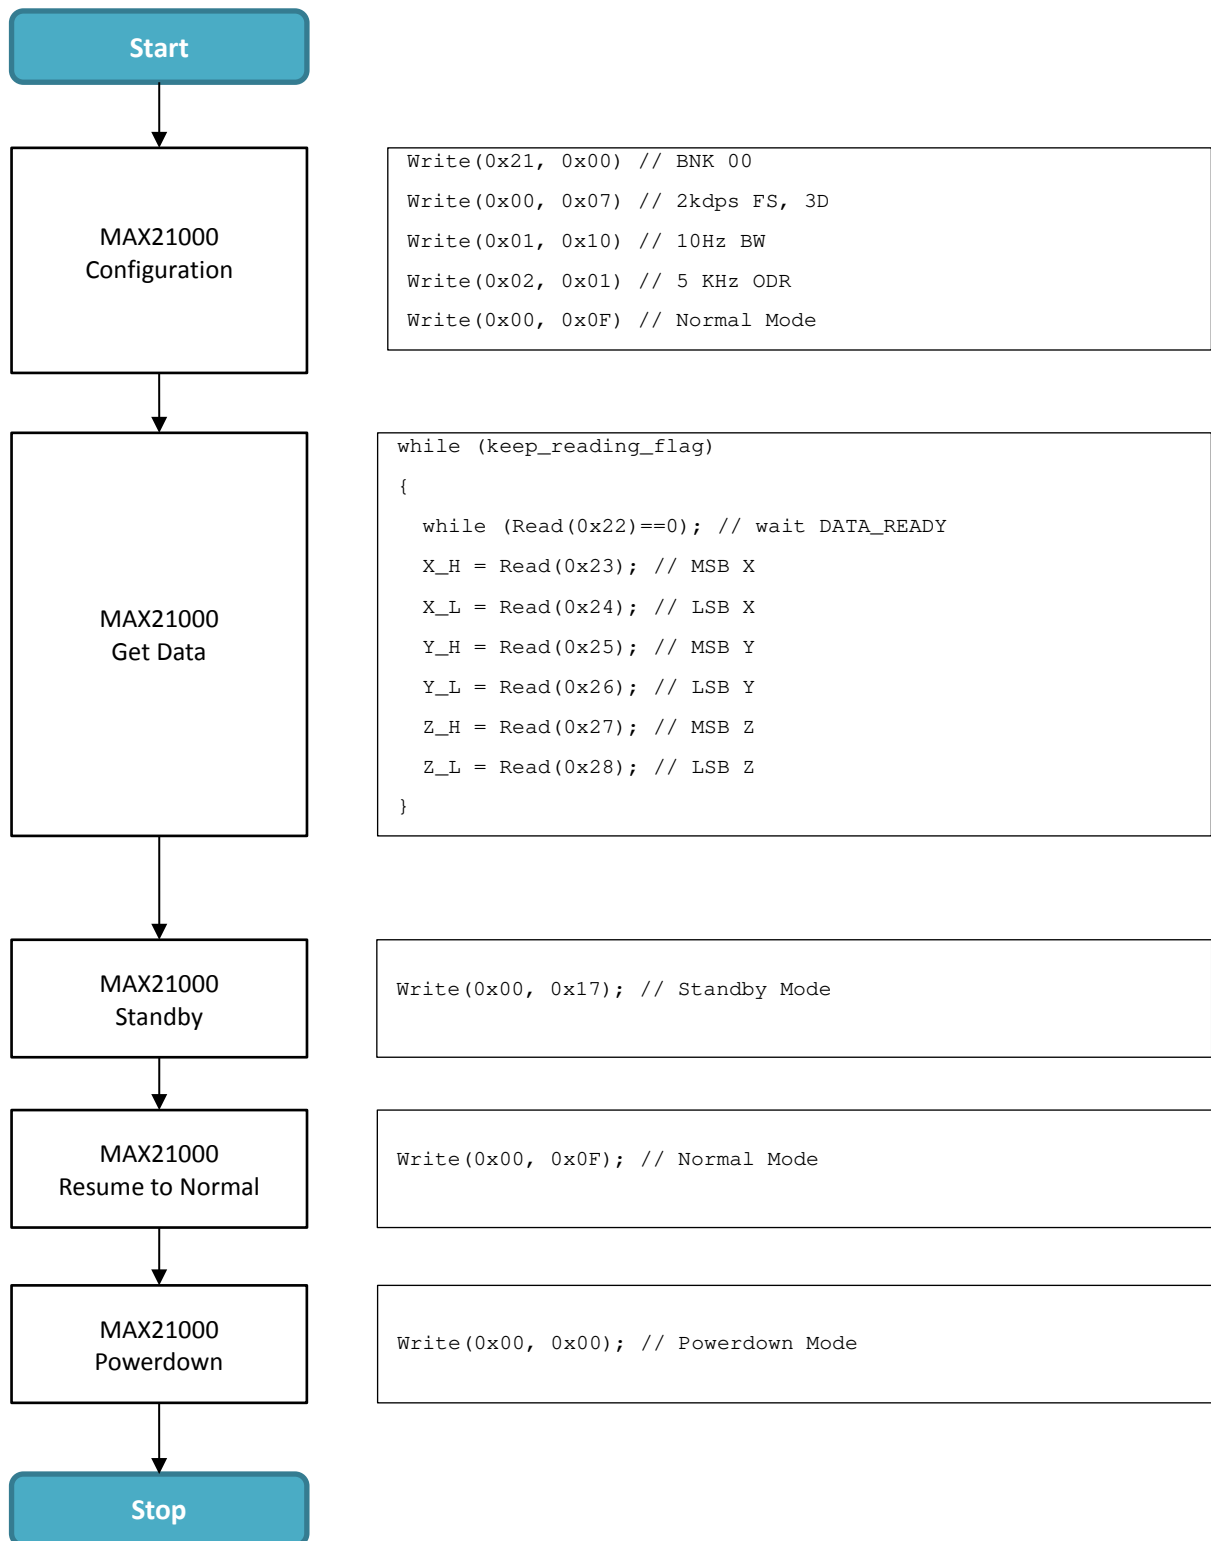 Start
MAX21000
Configuration
Write(0x21, 0x00) // BNK 00
Write(0x00, 0x07) // 2kdps FS, 3D
Write(0x01, 0x10) // 10Hz BW
Write(0x02, 0x01) // 5 KHz ODR
Write(0x00, 0x0F) // Normal Mode
MAX21000
Get Data
while (keep_reading_flag)
{
while (Read(0x22)==0); // wait DATA_READY
X_H = Read(0x23); // MSB X
X_L = Read(0x24); // LSB X
Y_H = Read(0x25); // MSB Y
Y_L = Read(0x26); // LSB Y
Z_H = Read(0x27); // MSB Z
Z_L = Read(0x28); // LSB Z
}
MAX21000
Standby
Write(0x00, 0x17); // Standby Mode
MAX21000
Resume to Normal
Write(0x00, 0x0F); // Normal Mode
MAX21000
Powerdown
Write(0x00, 0x00); // Powerdown Mode
Stop